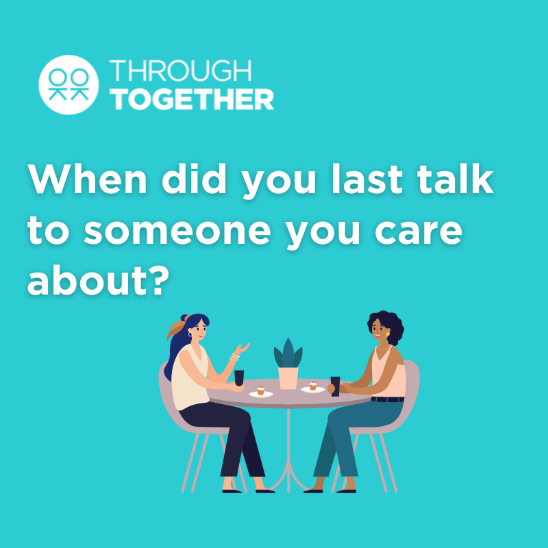 THROUGH
TOGETHER
When did you last talk
to someone you care
about?